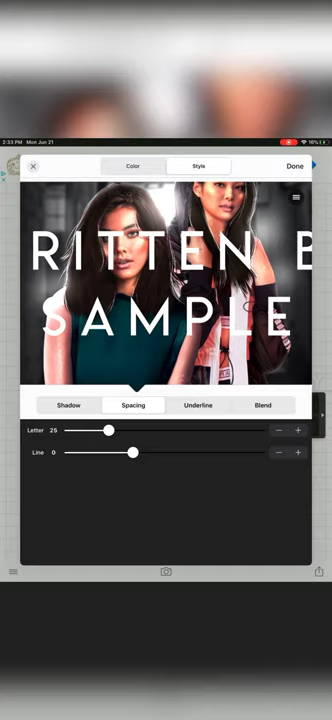 2:33 PM Mon Jun 21
16%
Color
Style
Done
RITTEN B
SAMPLE
Shadow
Spacing
Underline
Blend
Letter 25
Line 0